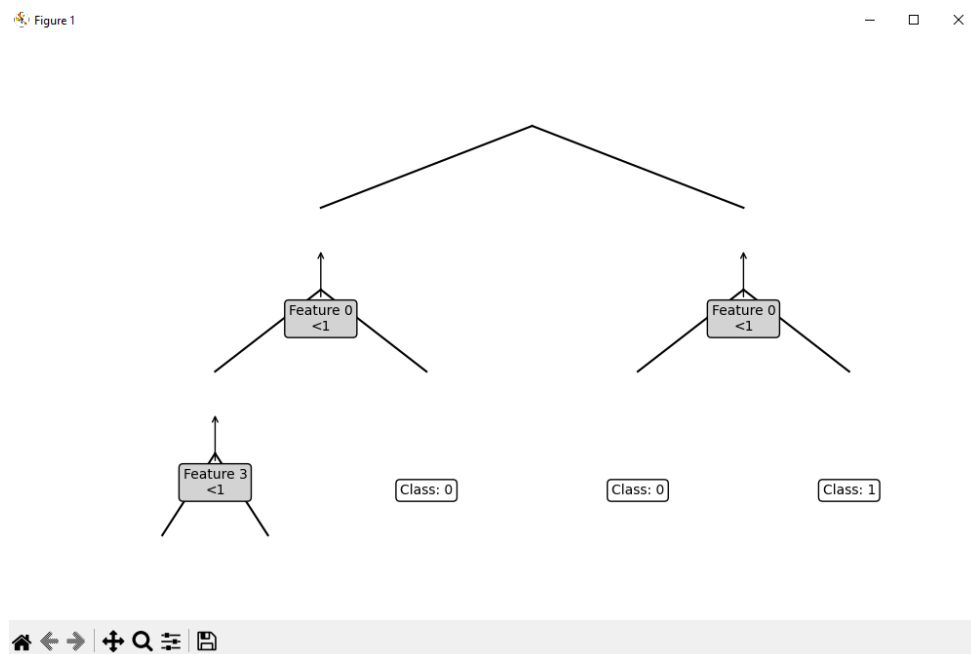 Figure 1
Feature 0
<1
Feature 0
<1
Feature 3
<1
Class: 0
Class: 0
Class: 1